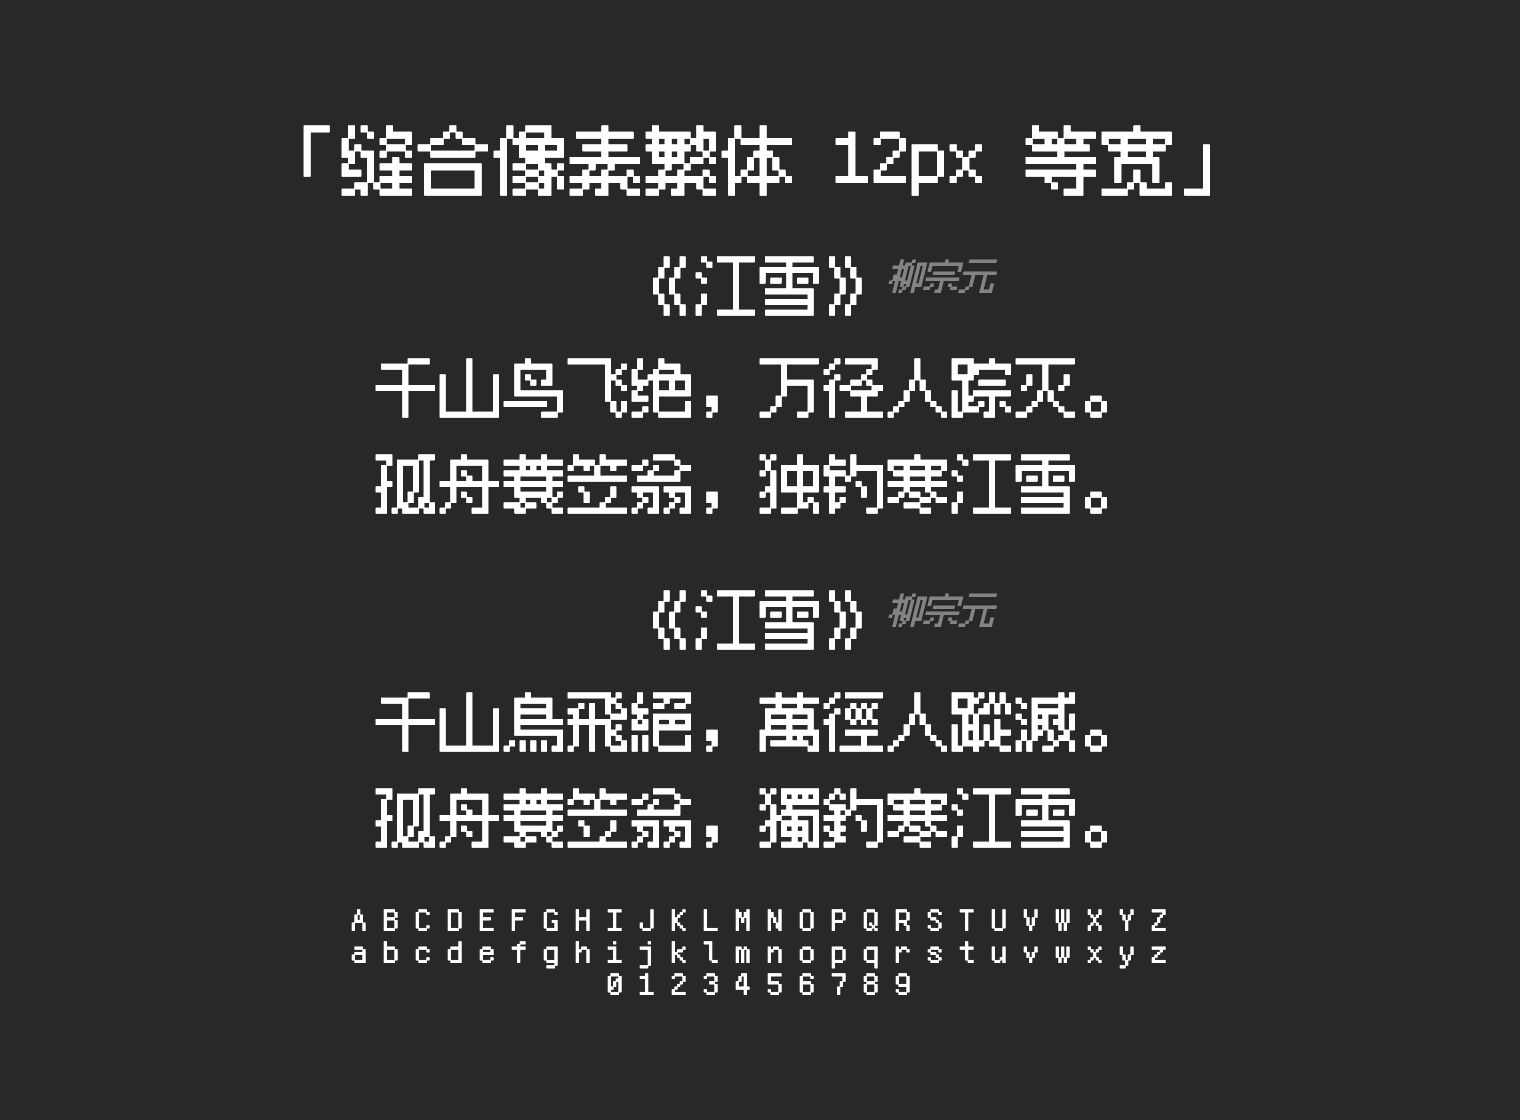 「缝合像素繁体 12px 等宽」
《江雪》 柳宗元
千山鸟飞绝，万径人踪灭。
孤舟蓑笠翁，独钓寒江雪。
《江雪》 柳宗元
千山鳥飛絕，萬徑人蹤滅。
孤舟蓑笠翁，獨釣寒江雪。
A B C D E F G H I J K L M N O P Q R S T U V W X Y Z
a b c d e f g h i j k l m n o p q r s t u v w x y z
0 1 2 3 4 5 6 7 8 9